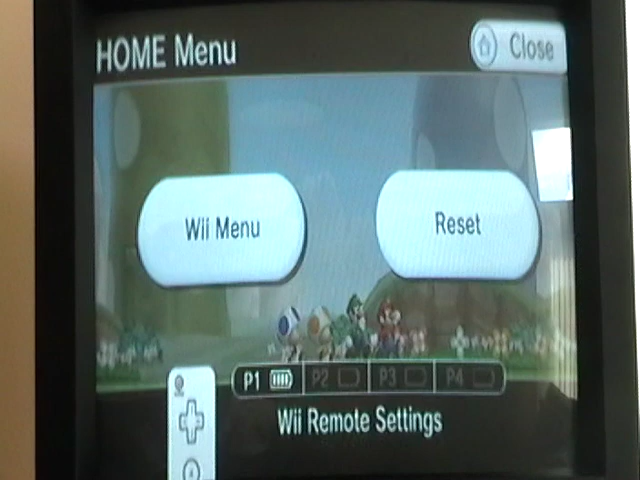 HOME Menu
Close
Wii Menu
Reset
P1 P2 P3 P4
Wii Remote Settings